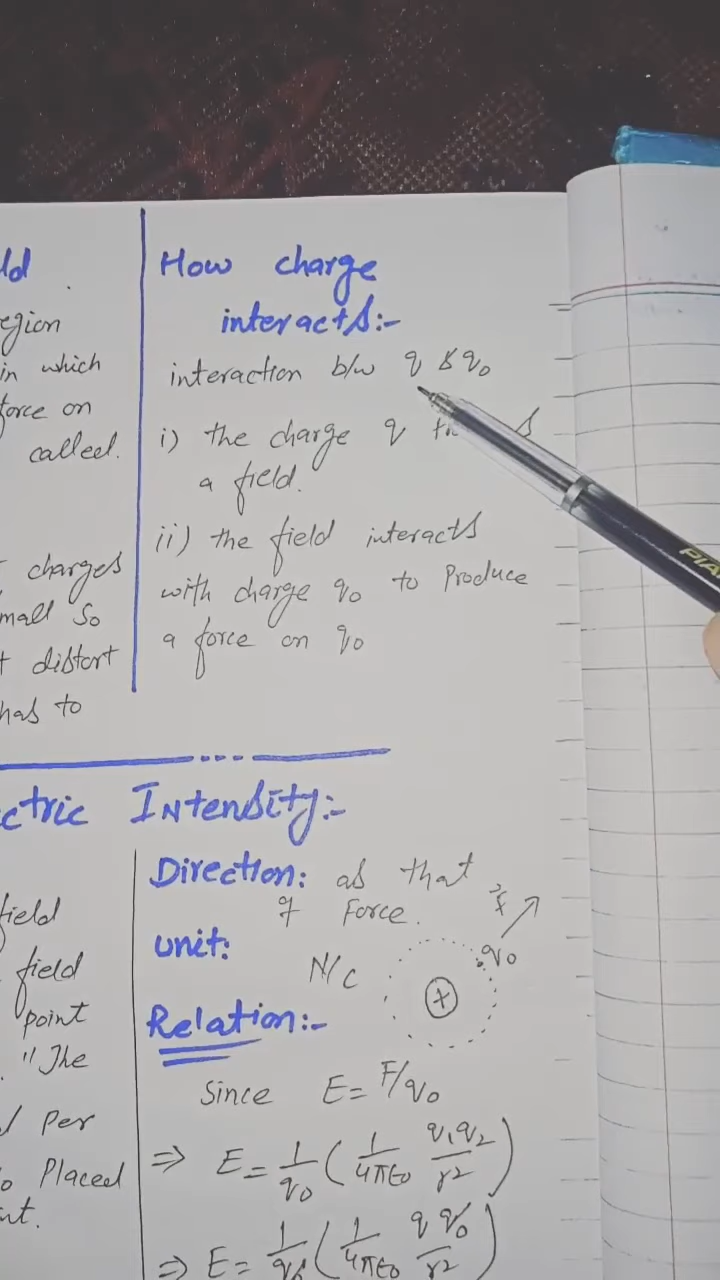 ld
egion
in which
force on
called.
charges
mall so
t distort
has to
How charge
interacts:-
interaction b/w q & q₀
i) the charge q
a field.
ii) the field interacts
with charge q₀ to Produce
a force on q₀
ctric Intensity:-
field
field
point
"The
Per
Placed
nt.
Direction: as that
of Force.
unit:
N/C
F
q₀
+
Relation:-
Since E = F/q₀
⇒ E = 1/q₀ (1/4πε₀ q₁q₂/r²)
⇒ E = 1/q₀ (1/4πε₀ qq₀/r²)
PIA